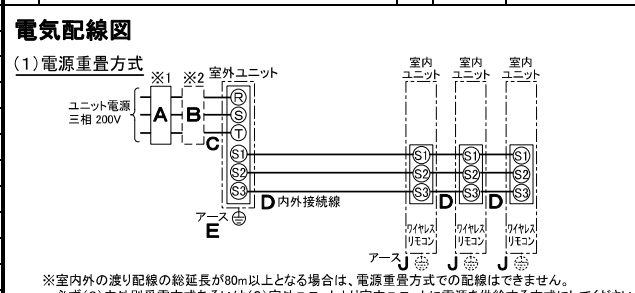 電気配線図
(1)電源重畳方式
※1 ※2 室外ユニット 室内ユニット 室内ユニット 室内ユニット
ユニット電源
三相 200V
A B C
R
S
T
S1 S1 S1 S1
S2 S2 S2 S2
S3 S3 S3 S3
D 内外接続線 D D
アース
E
ワイヤレスリモコン ワイヤレスリモコン ワイヤレスリモコン
アース J J J
※室内外の渡り配線の総延長が80m以上となる場合は、電源重畳方式での配線はできません。